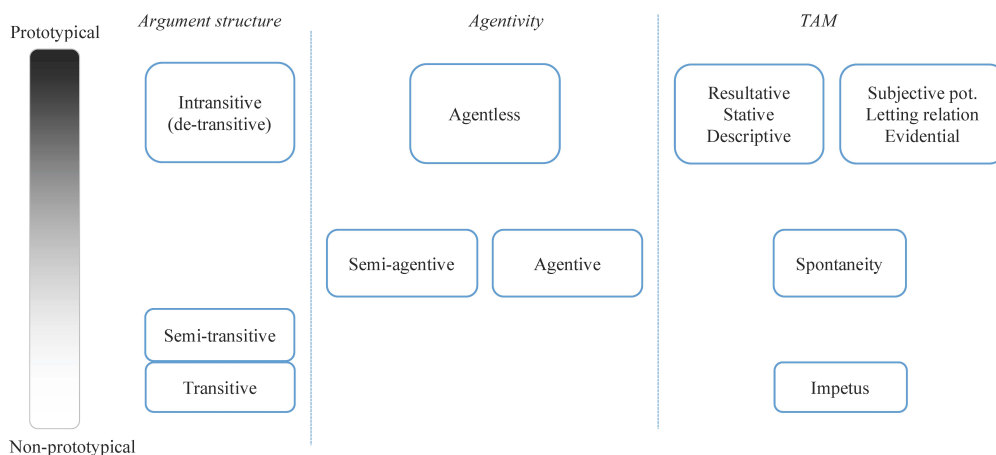 Argument structure
Agentivity
TAM
Prototypical
Intransitive
(de-transitive)
Agentless
Resultative
Stative
Descriptive
Subjective pot.
Letting relation
Evidential
Semi-agentive
Agentive
Spontaneity
Semi-transitive
Transitive
Impetus
Non-prototypical